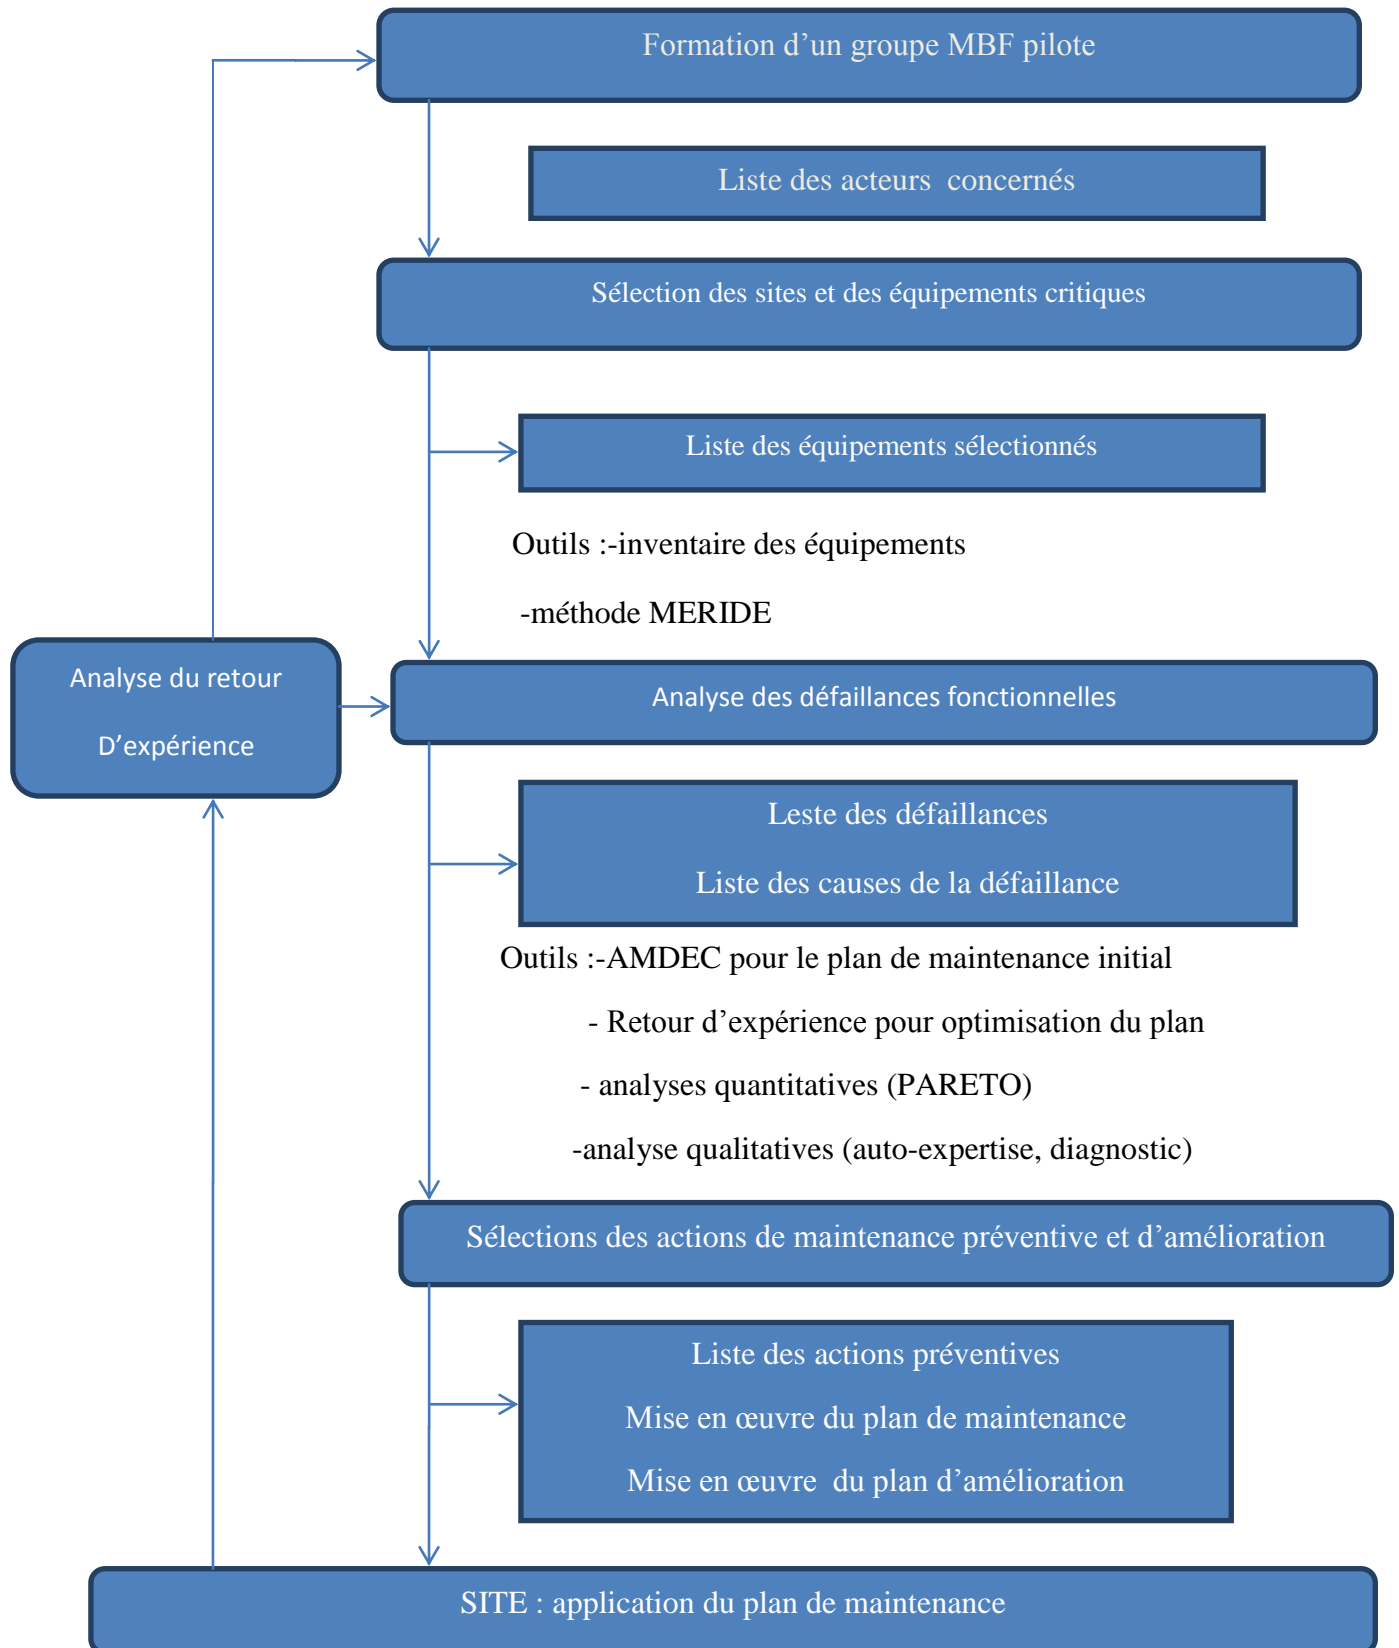 Formation d’un groupe MBF pilote
Liste des acteurs  concernés
Sélection des sites et des équipements critiques
Liste des équipements sélectionnés
Outils :-inventaire des équipements
-méthode MERIDE
Analyse du retour
D’expérience
Analyse des défaillances fonctionnelles
Leste des défaillances
Liste des causes de la défaillance
Outils :-AMDEC pour le plan de maintenance initial
- Retour d’expérience pour optimisation du plan
- analyses quantitatives (PARETO)
-analyse qualitatives (auto-expertise, diagnostic)
Sélections des actions de maintenance préventive et d’amélioration
Liste des actions préventives
Mise en œuvre du plan de maintenance
Mise en œuvre  du plan d’amélioration
SITE : application du plan de maintenance